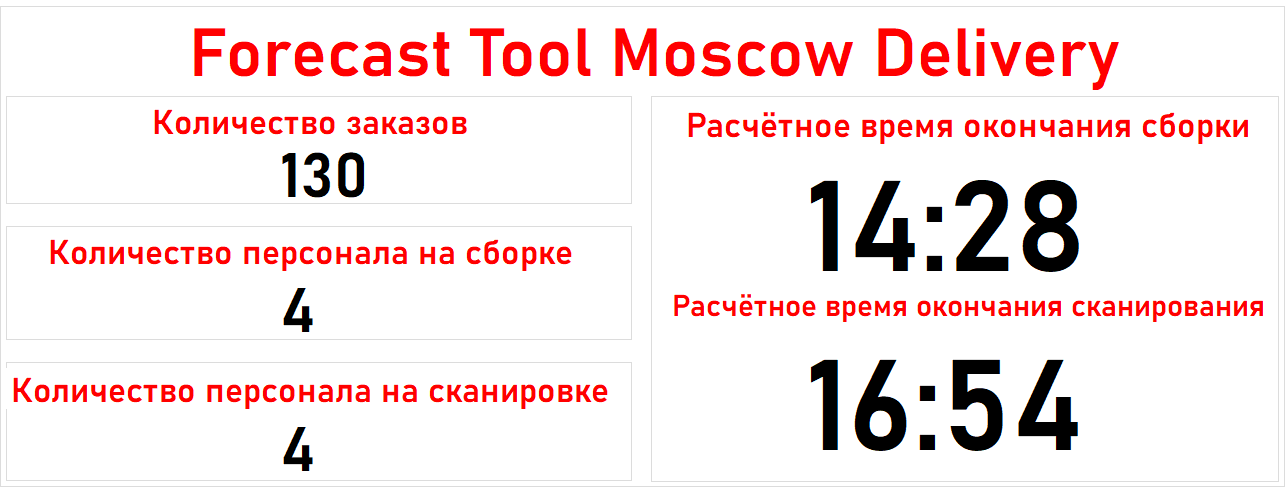 Forecast Tool Moscow Delivery
Количество заказов
130
Количество персонала на сборке
4
Количество персонала на сканировке
4
Расчётное время окончания сборки
14:28
Расчётное время окончания сканирования
16:54